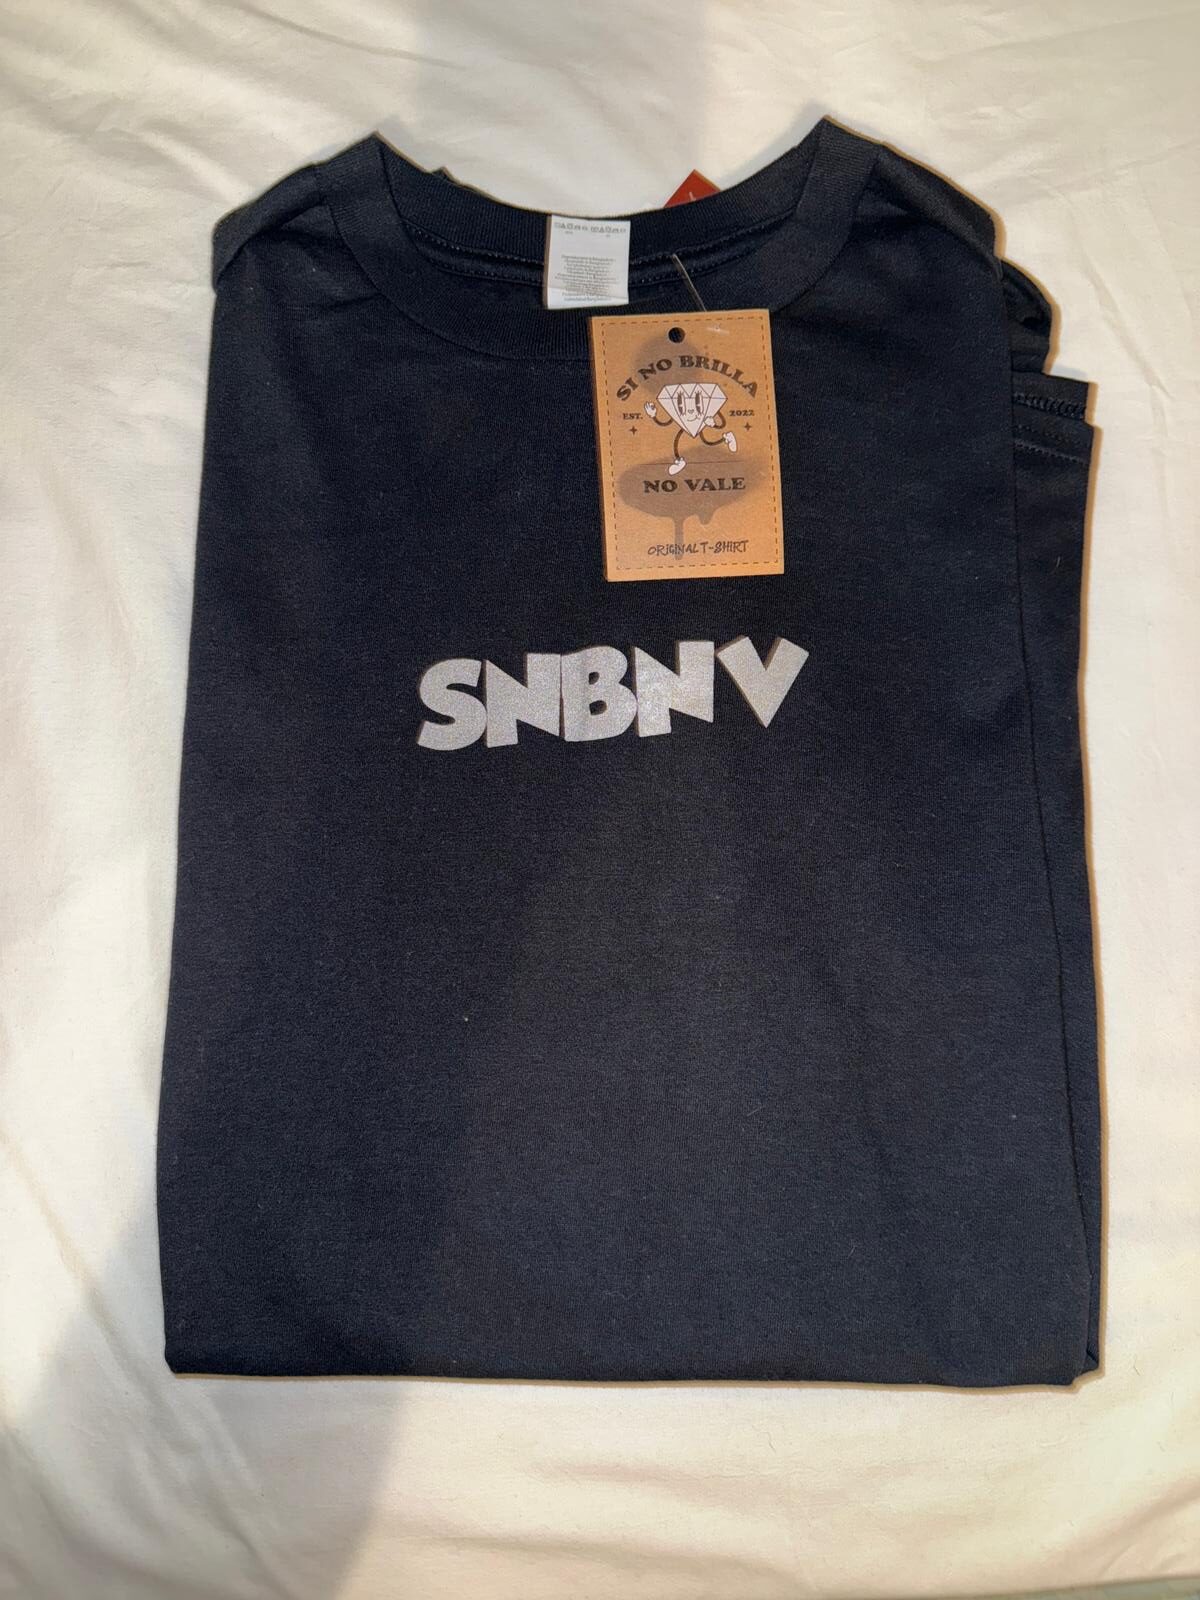 SI NO BRILLA
EST. 2022
NO VALE
ORIGINAL T-SHIRT
SNBNV